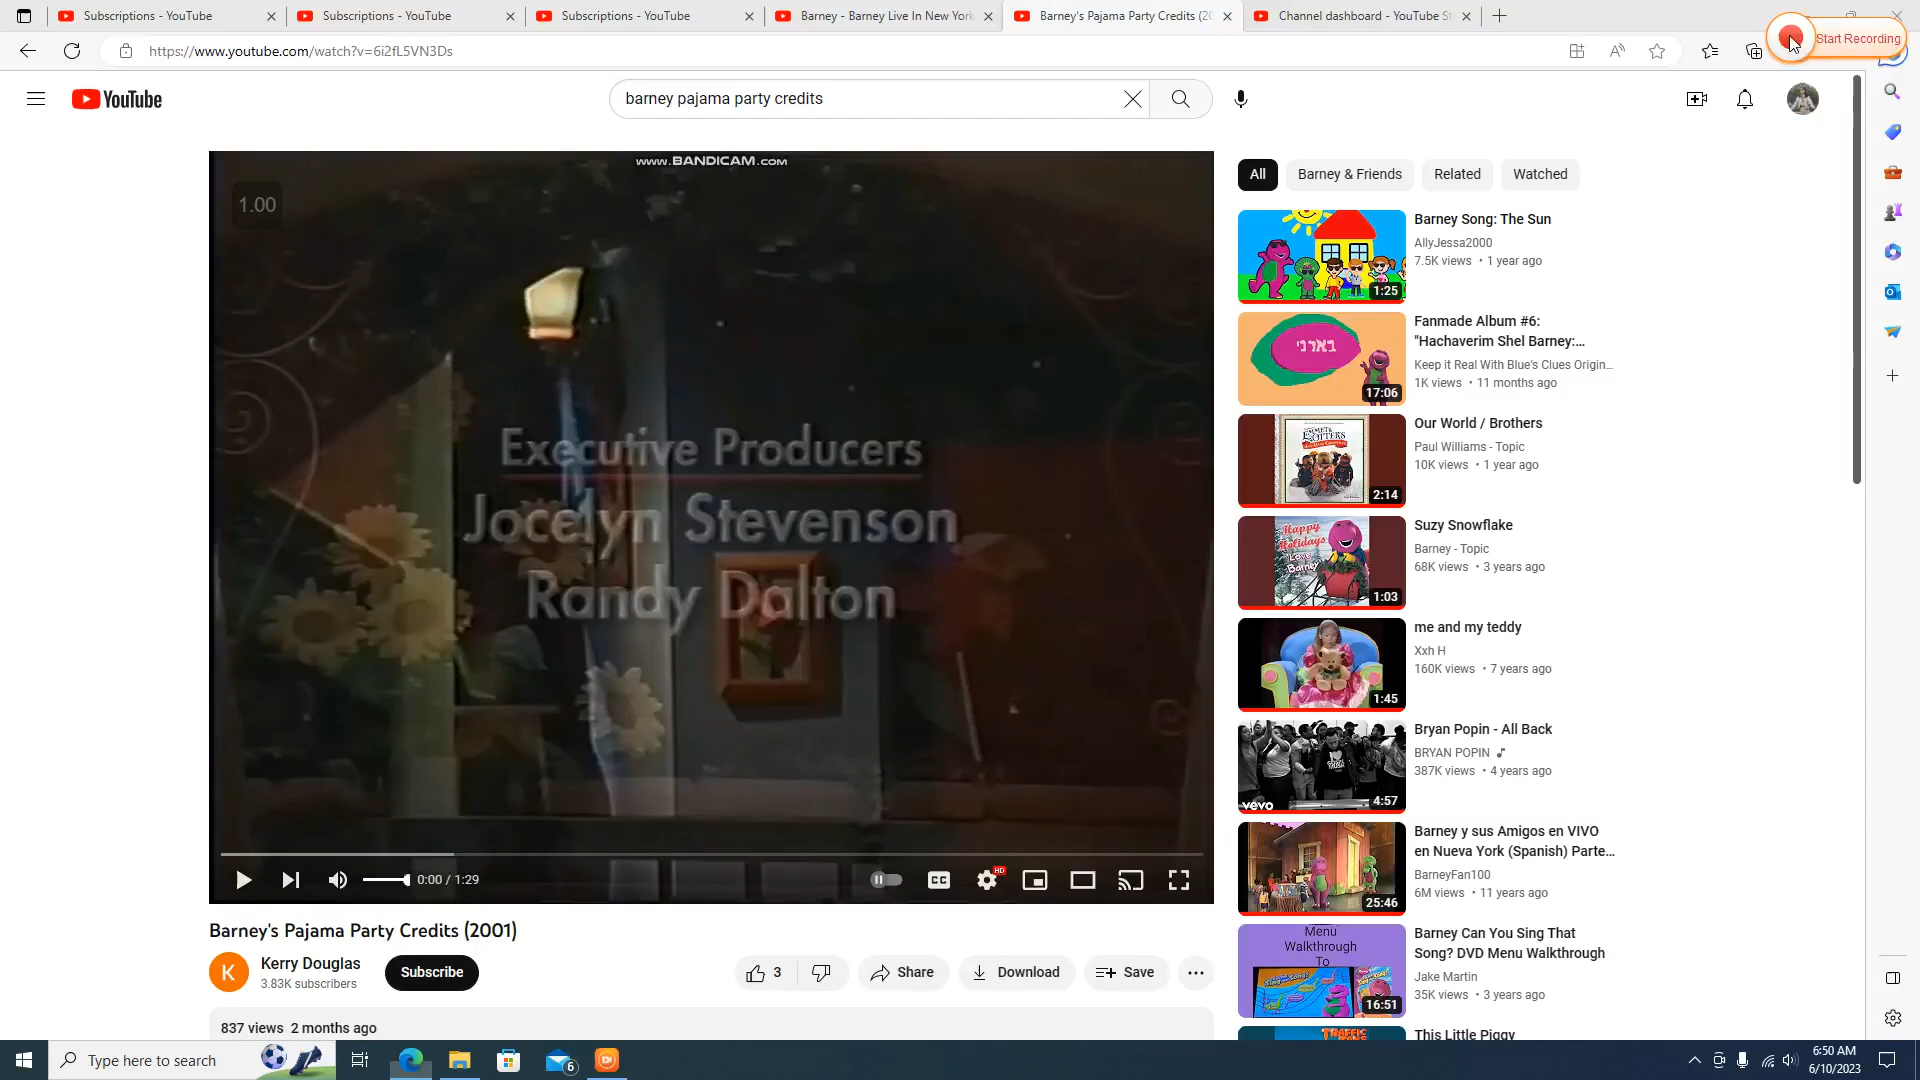 Subscriptions - YouTube
Subscriptions - YouTube
Subscriptions - YouTube
Barney - Barney Live In New York
Barney's Pajama Party Credits (20
Channel dashboard - YouTube St
https://www.youtube.com/watch?v=6i2fL5VN3Ds
Start Recording
YouTube
barney pajama party credits
WWW.BANDICAM.COM
1.00
Executive Producers
Jocelyn Stevenson
Randy Dalton
0:00 / 1:29
CC
HD
Barney's Pajama Party Credits (2001)
K
Kerry Douglas
3.83K subscribers
Subscribe
3
Share
Download
Save
837 views 2 months ago
All
Barney & Friends
Related
Watched
Barney Song: The Sun
AllyJessa2000
7.5K views • 1 year ago
1:25
Fanmade Album #6:
"Hachaverim Shel Barney:...
Keep it Real With Blue's Clues Origin...
1K views • 11 months ago
בארני
17:06
Our World / Brothers
Paul Williams - Topic
10K views • 1 year ago
2:14
Suzy Snowflake
Barney - Topic
68K views • 3 years ago
Happy
Holidays
Love
Barney
1:03
me and my teddy
Xxh H
160K views • 7 years ago
1:45
Bryan Popin - All Back
BRYAN POPIN
387K views • 4 years ago
vevo
4:57
Barney y sus Amigos en VIVO
en Nueva York (Spanish) Parte...
BarneyFan100
6M views • 11 years ago
25:46
Barney Can You Sing That
Song? DVD Menu Walkthrough
Jake Martin
35K views • 3 years ago
Menu
Walkthrough
To
16:51
This Little Piggy
Type here to search
6
6:50 AM
6/10/2023